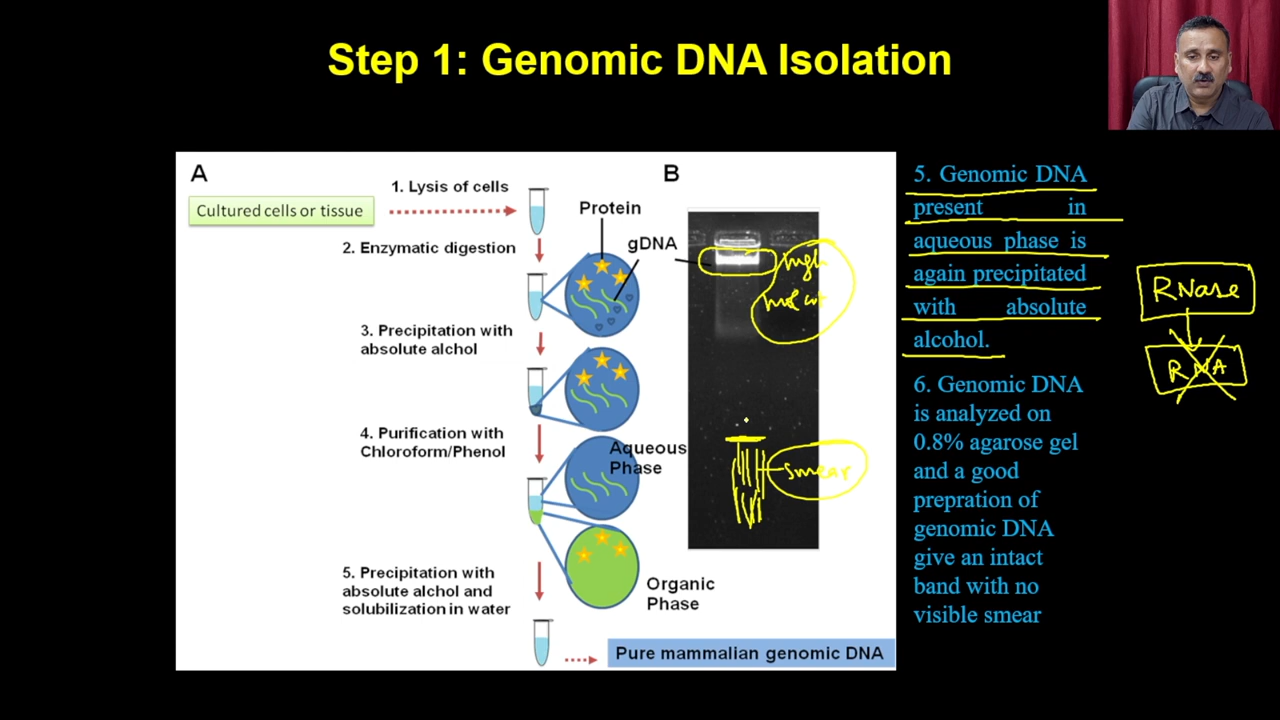 Step 1: Genomic DNA Isolation
A
1. Lysis of cells
Cultured cells or tissue
2. Enzymatic digestion
3. Precipitation with
absolute alchol
4. Purification with
Chloroform/Phenol
5. Precipitation with
absolute alchol and
solubilization in water
Protein
gDNA
Aqueous
Phase
Organic
Phase
Pure mammalian genomic DNA
B
high
mol wt
smear
5. Genomic DNA
present in
aqueous phase is
again precipitated
with absolute
alcohol.
6. Genomic DNA
is analyzed on
0.8% agarose gel
and a good
prepration of
genomic DNA
give an intact
band with no
visible smear
RNase
RNA